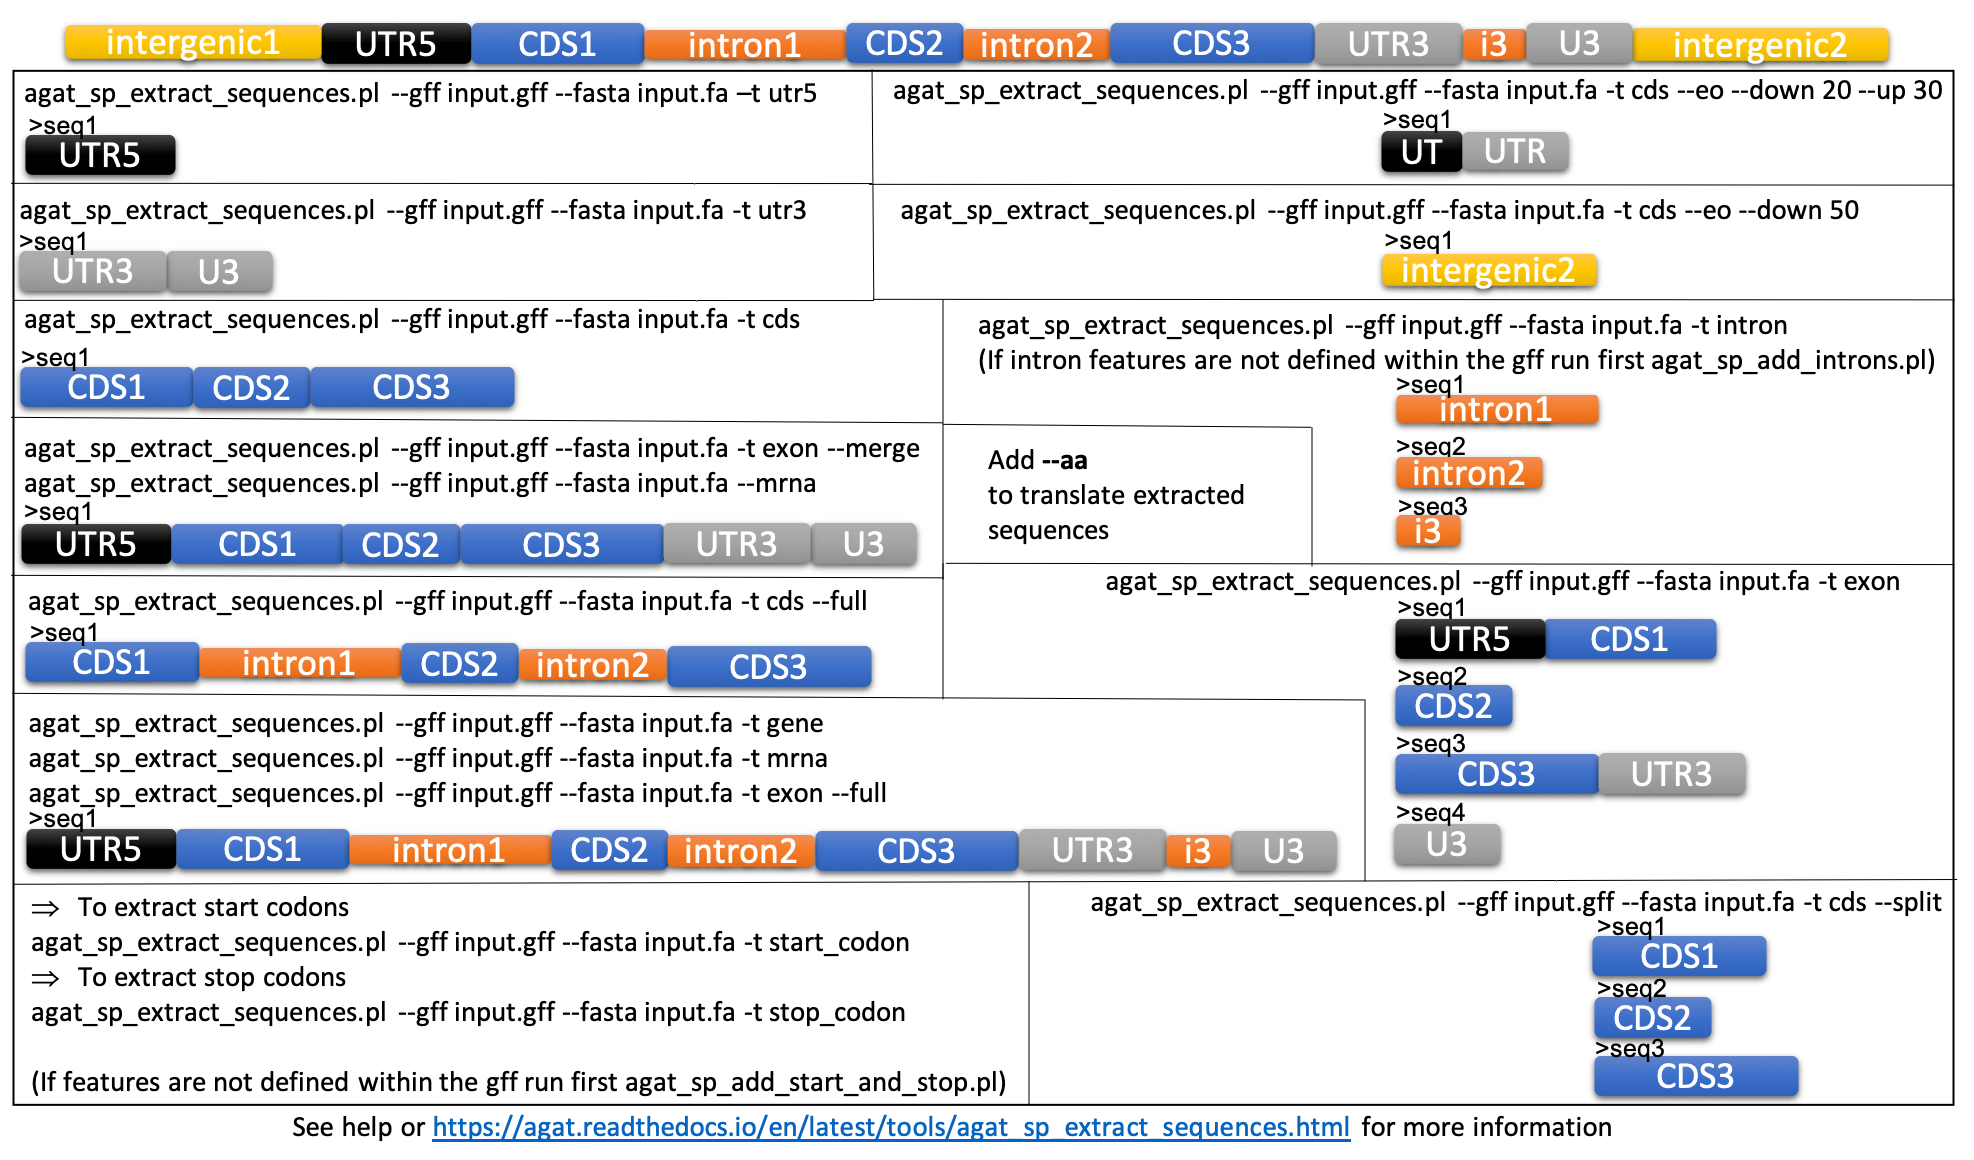 intergenic1 UTR5 CDS1 intron1 CDS2 intron2 CDS3 UTR3 i3 U3 intergenic2
agat_sp_extract_sequences.pl --gff input.gff --fasta input.fa –t utr5
>seq1
UTR5
agat_sp_extract_sequences.pl --gff input.gff --fasta input.fa -t cds --eo --down 20 --up 30
>seq1
UT UTR
agat_sp_extract_sequences.pl --gff input.gff --fasta input.fa -t utr3
>seq1
UTR3 U3
agat_sp_extract_sequences.pl --gff input.gff --fasta input.fa -t cds --eo --down 50
>seq1
intergenic2
agat_sp_extract_sequences.pl --gff input.gff --fasta input.fa -t cds
>seq1
CDS1 CDS2 CDS3
agat_sp_extract_sequences.pl --gff input.gff --fasta input.fa -t intron
(If intron features are not defined within the gff run first agat_sp_add_introns.pl)
>seq1
intron1
>seq2
intron2
>seq3
i3
agat_sp_extract_sequences.pl --gff input.gff --fasta input.fa -t exon --merge
agat_sp_extract_sequences.pl --gff input.gff --fasta input.fa --mrna
>seq1
UTR5 CDS1 CDS2 CDS3 UTR3 U3
Add --aa
to translate extracted
sequences
agat_sp_extract_sequences.pl --gff input.gff --fasta input.fa -t cds --full
>seq1
CDS1 intron1 CDS2 intron2 CDS3
agat_sp_extract_sequences.pl --gff input.gff --fasta input.fa -t exon
>seq1
UTR5 CDS1
>seq2
CDS2
>seq3
CDS3 UTR3
>seq4
U3
agat_sp_extract_sequences.pl --gff input.gff --fasta input.fa -t gene
agat_sp_extract_sequences.pl --gff input.gff --fasta input.fa -t mrna
agat_sp_extract_sequences.pl --gff input.gff --fasta input.fa -t exon --full
>seq1
UTR5 CDS1 intron1 CDS2 intron2 CDS3 UTR3 i3 U3
⇒ To extract start codons
agat_sp_extract_sequences.pl --gff input.gff --fasta input.fa -t start_codon
⇒ To extract stop codons
agat_sp_extract_sequences.pl --gff input.gff --fasta input.fa -t stop_codon
(If features are not defined within the gff run first agat_sp_add_start_and_stop.pl)
agat_sp_extract_sequences.pl --gff input.gff --fasta input.fa -t cds --split
>seq1
CDS1
>seq2
CDS2
>seq3
CDS3
See help or https://agat.readthedocs.io/en/latest/tools/agat_sp_extract_sequences.html for more information